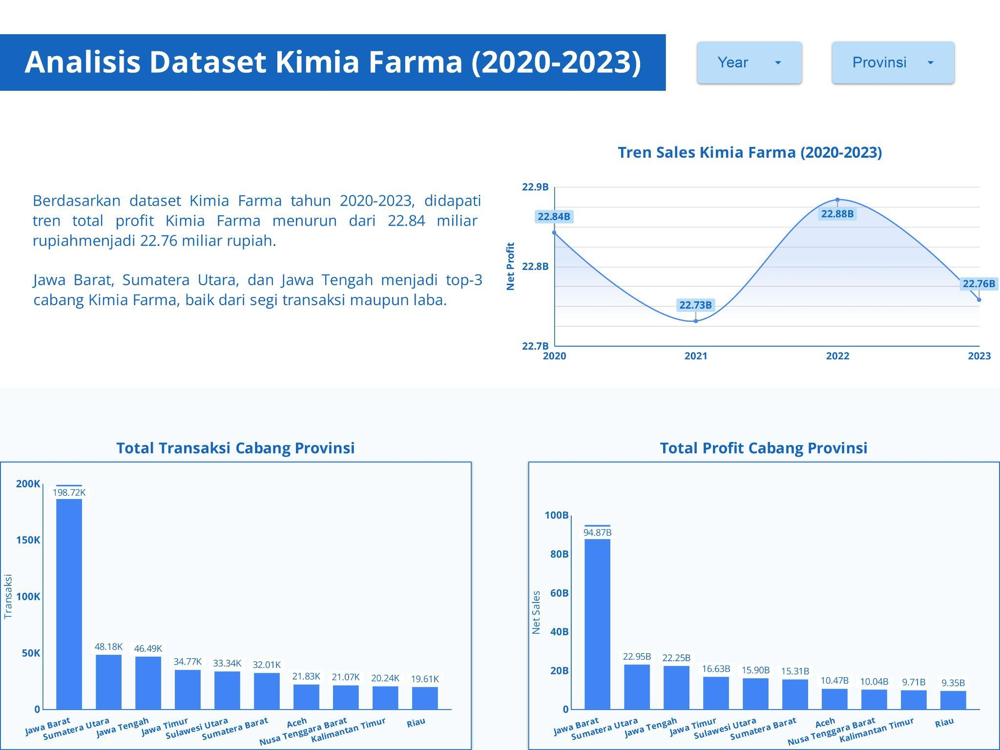 Analisis Dataset Kimia Farma (2020-2023)
Year
Provinsi
Berdasarkan dataset Kimia Farma tahun 2020-2023, didapati
tren total profit Kimia Farma menurun dari 22.84 miliar
rupiahmenjadi 22.76 miliar rupiah.
Jawa Barat, Sumatera Utara, dan Jawa Tengah menjadi top-3
cabang Kimia Farma, baik dari segi transaksi maupun laba.
Tren Sales Kimia Farma (2020-2023)
Net Profit
22.9B
22.8B
22.7B
22.84B
22.73B
22.88B
22.76B
2020
2021
2022
2023
Total Transaksi Cabang Provinsi
Transaksi
200K
150K
100K
50K
0
198.72K
48.18K
46.49K
34.77K
33.34K
32.01K
21.83K
21.07K
20.24K
19.61K
Jawa Barat
Sumatera Utara
Jawa Tengah
Jawa Timur
Sulawesi Utara
Sumatera Barat
Aceh
Nusa Tenggara Barat
Kalimantan Timur
Riau
Total Profit Cabang Provinsi
Net Sales
100B
80B
60B
40B
20B
0
94.87B
22.95B
22.25B
16.63B
15.90B
15.31B
10.47B
10.04B
9.71B
9.35B
Jawa Barat
Sumatera Utara
Jawa Tengah
Jawa Timur
Sulawesi Utara
Sumatera Barat
Aceh
Nusa Tenggara Barat
Kalimantan Timur
Riau